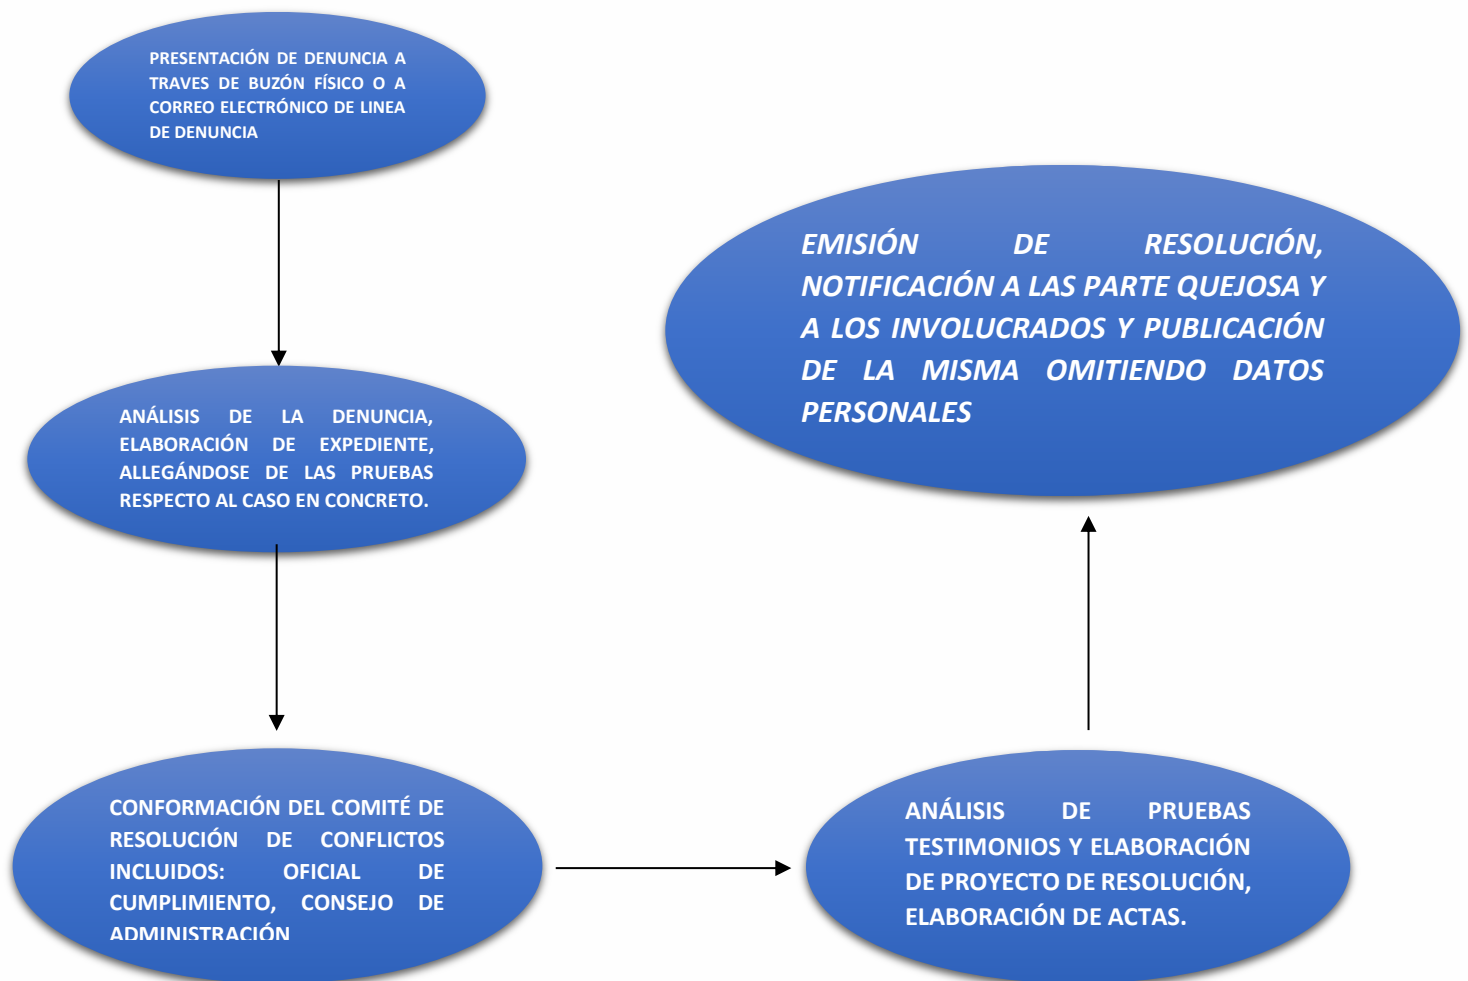 PRESENTACIÓN DE DENUNCIA A
TRAVES DE BUZÓN FÍSICO O A
CORREO ELECTRÓNICO DE LINEA
DE DENUNCIA
ANÁLISIS DE LA DENUNCIA,
ELABORACIÓN DE EXPEDIENTE,
ALLEGÁNDOSE DE LAS PRUEBAS
RESPECTO AL CASO EN CONCRETO.
CONFORMACIÓN DEL COMITÉ DE
RESOLUCIÓN DE CONFLICTOS
INCLUIDOS: OFICIAL DE
CUMPLIMIENTO, CONSEJO DE
ADMINISTRACIÓN
ANÁLISIS DE PRUEBAS
TESTIMONIOS Y ELABORACIÓN
DE PROYECTO DE RESOLUCIÓN,
ELABORACIÓN DE ACTAS.
EMISIÓN DE RESOLUCIÓN,
NOTIFICACIÓN A LAS PARTE QUEJOSA Y
A LOS INVOLUCRADOS Y PUBLICACIÓN
DE LA MISMA OMITIENDO DATOS
PERSONALES